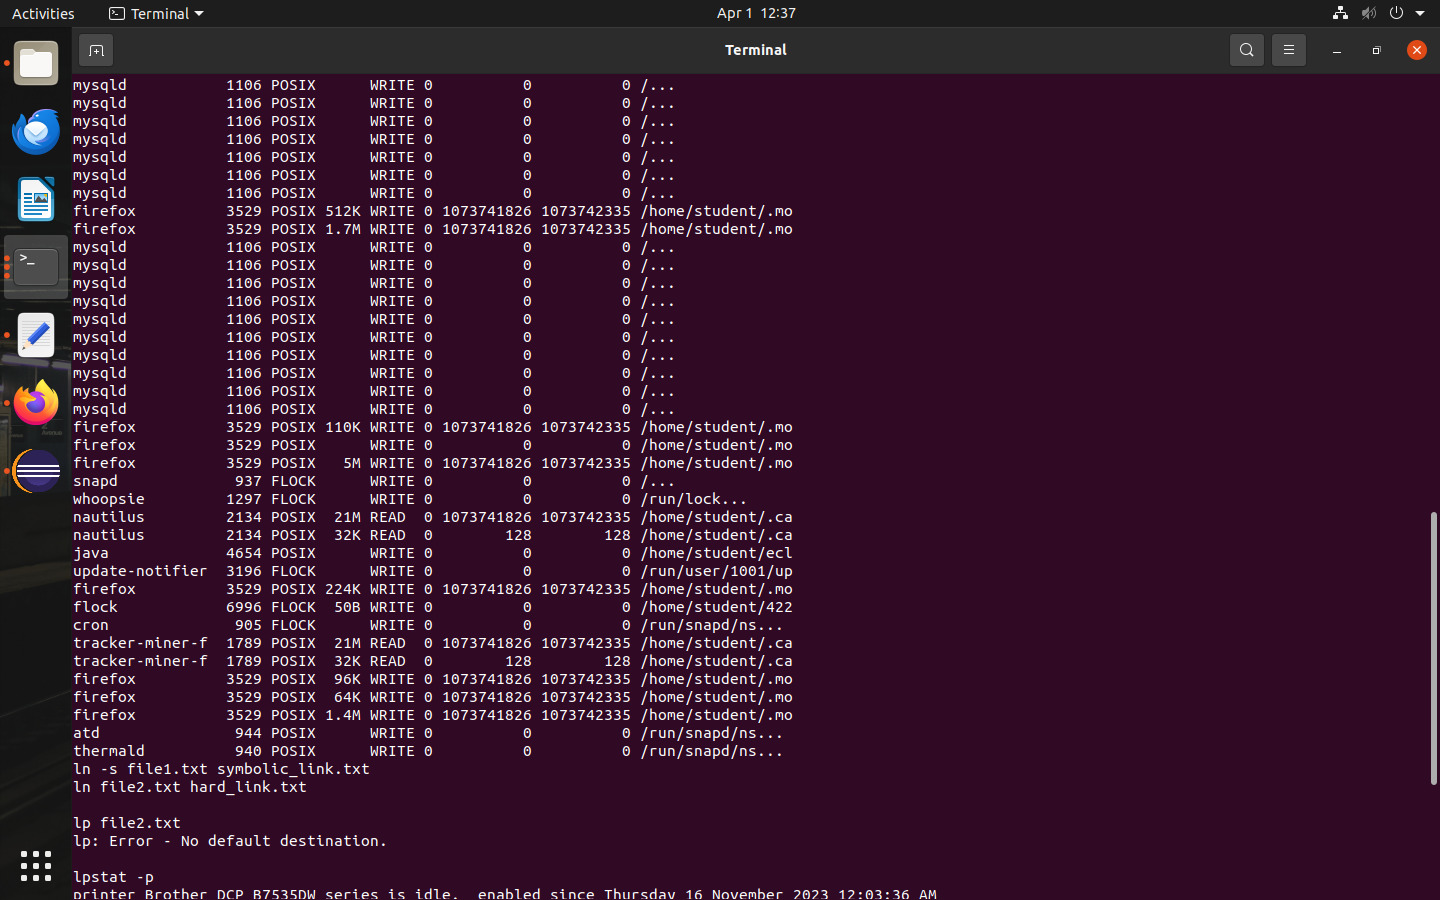 Activities Terminal Apr 1 12:37
Terminal
mysqld 1106 POSIX WRITE 0 0 0 /...
mysqld 1106 POSIX WRITE 0 0 0 /...
mysqld 1106 POSIX WRITE 0 0 0 /...
mysqld 1106 POSIX WRITE 0 0 0 /...
mysqld 1106 POSIX WRITE 0 0 0 /...
mysqld 1106 POSIX WRITE 0 0 0 /...
mysqld 1106 POSIX WRITE 0 0 0 /...
firefox 3529 POSIX 512K WRITE 0 1073741826 1073742335 /home/student/.mo
firefox 3529 POSIX 1.7M WRITE 0 1073741826 1073742335 /home/student/.mo
mysqld 1106 POSIX WRITE 0 0 0 /...
mysqld 1106 POSIX WRITE 0 0 0 /...
mysqld 1106 POSIX WRITE 0 0 0 /...
mysqld 1106 POSIX WRITE 0 0 0 /...
mysqld 1106 POSIX WRITE 0 0 0 /...
mysqld 1106 POSIX WRITE 0 0 0 /...
mysqld 1106 POSIX WRITE 0 0 0 /...
mysqld 1106 POSIX WRITE 0 0 0 /...
mysqld 1106 POSIX WRITE 0 0 0 /...
mysqld 1106 POSIX WRITE 0 0 0 /...
firefox 3529 POSIX 110K WRITE 0 1073741826 1073742335 /home/student/.mo
firefox 3529 POSIX WRITE 0 0 0 /home/student/.mo
firefox 3529 POSIX 5M WRITE 0 1073741826 1073742335 /home/student/.mo
snapd 937 FLOCK WRITE 0 0 0 /...
whoopsie 1297 FLOCK WRITE 0 0 0 /run/lock...
nautilus 2134 POSIX 21M READ 0 1073741826 1073742335 /home/student/.ca
nautilus 2134 POSIX 32K READ 0 128 128 /home/student/.ca
java 4654 POSIX WRITE 0 0 0 /home/student/ecl
update-notifier 3196 FLOCK WRITE 0 0 0 /run/user/1001/up
firefox 3529 POSIX 224K WRITE 0 1073741826 1073742335 /home/student/.mo
flock 6996 FLOCK 50B WRITE 0 0 0 /home/student/422
cron 905 FLOCK WRITE 0 0 0 /run/snapd/ns...
tracker-miner-f 1789 POSIX 21M READ 0 1073741826 1073742335 /home/student/.ca
tracker-miner-f 1789 POSIX 32K READ 0 128 128 /home/student/.ca
firefox 3529 POSIX 96K WRITE 0 1073741826 1073742335 /home/student/.mo
firefox 3529 POSIX 64K WRITE 0 1073741826 1073742335 /home/student/.mo
firefox 3529 POSIX 1.4M WRITE 0 1073741826 1073742335 /home/student/.mo
atd 944 POSIX WRITE 0 0 0 /run/snapd/ns...
thermald 940 POSIX WRITE 0 0 0 /run/snapd/ns...
ln -s file1.txt symbolic_link.txt
ln file2.txt hard_link.txt
lp file2.txt
lp: Error - No default destination.
lpstat -p
printer Brother_DCP_B7535DW_series is idle. enabled since Thursday 16 November 2023 12:03:36 AM